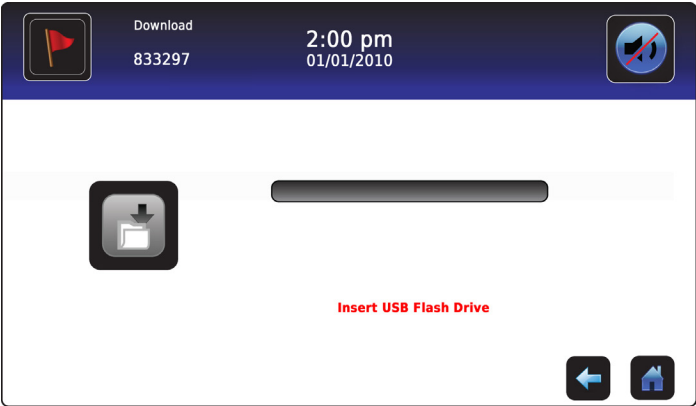 Download
833297
2:00 pm
01/01/2010
Insert USB Flash Drive